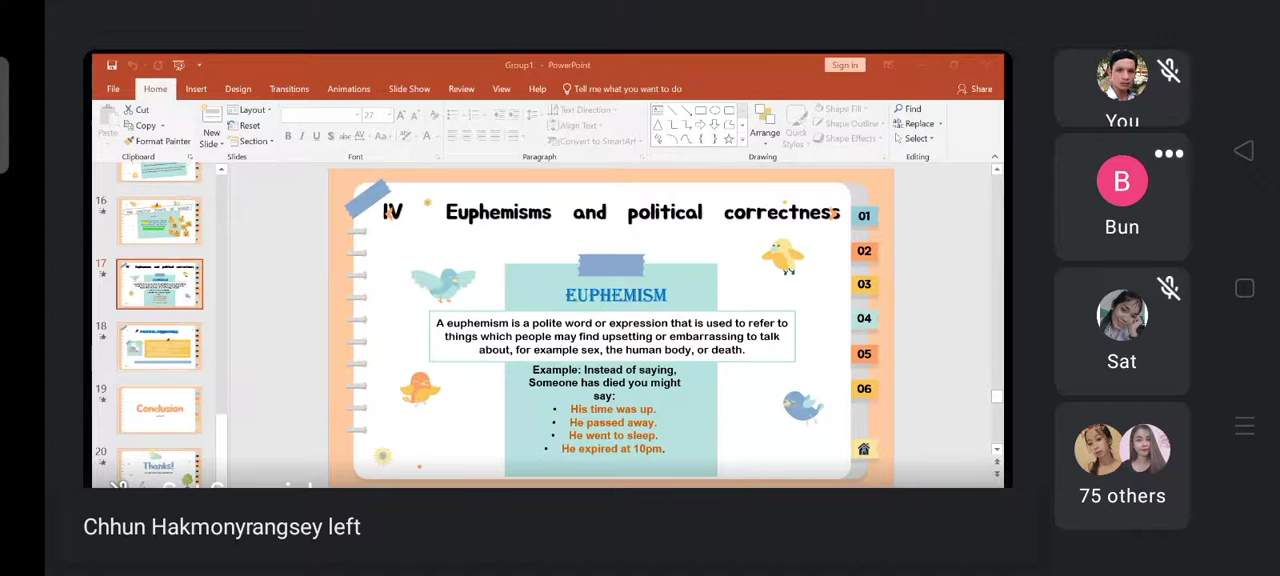 Group1. - PowerPoint
Sign in
File Home Insert Design Transitions Animations Slide Show Review View Help Tell me what you want to do Share
Paste
Cut
Copy
Format Painter
Clipboard
New Slide
Layout
Reset
Section
Slides
27
Font
Text Direction
Align Text
Convert to SmartArt
Paragraph
Arrange
Quick Styles
Shape Fill
Shape Outline
Shape Effects
Drawing
Find
Replace
Select
Editing
16
17
18
19
Conclusion
20
Thanks!
IV Euphemisms and political correctness
EUPHEMISM
A euphemism is a polite word or expression that is used to refer to
things which people may find upsetting or embarrassing to talk
about, for example sex, the human body, or death.
Example: Instead of saying,
Someone has died you might
say:
• His time was up.
• He passed away.
• He went to sleep.
• He expired at 10pm.
01
02
03
04
05
06
You
B
Bun
Sat
75 others
Chhun Hakmonyrangsey left